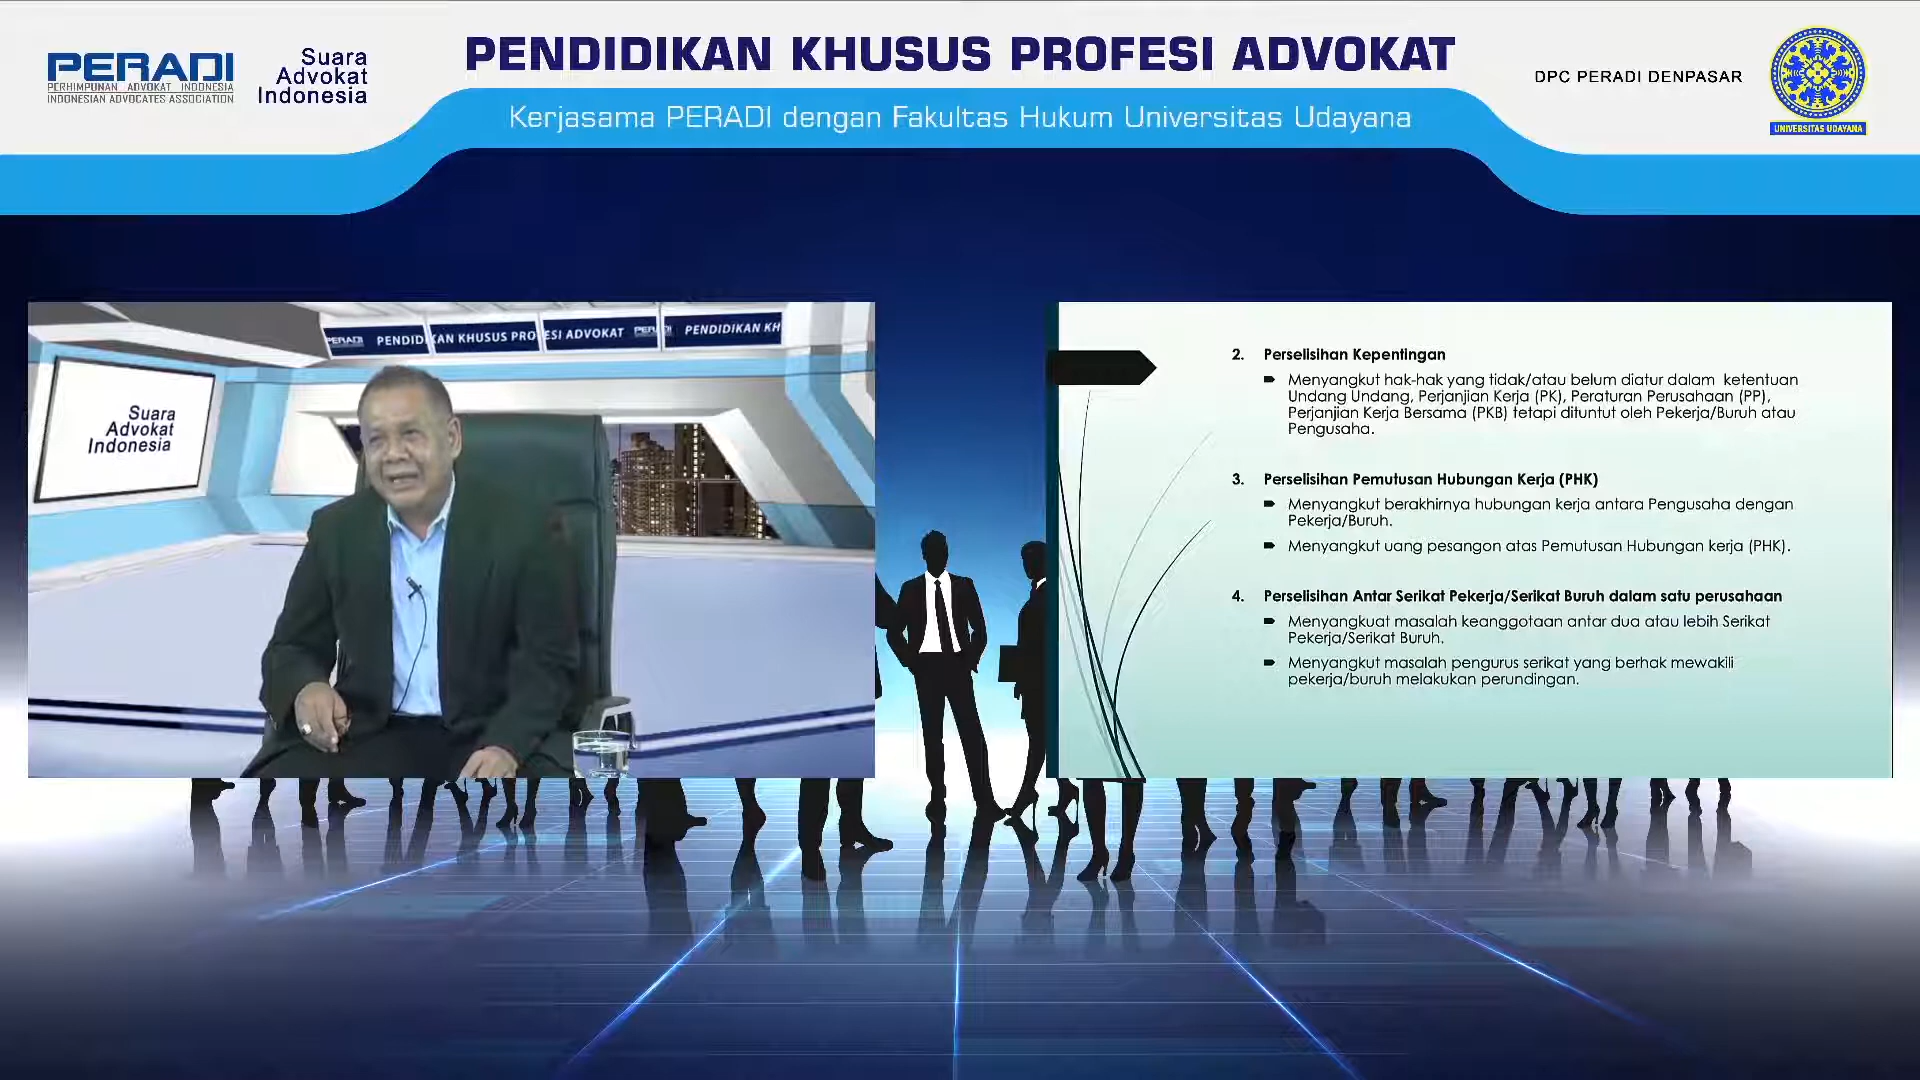 PERADI
PERHIMPUNAN ADVOKAT INDONESIA
INDONESIAN ADVOCATES ASSOCIATION
Suara
Advokat
Indonesia
PENDIDIKAN KHUSUS PROFESI ADVOKAT
Kerjasama PERADI dengan Fakultas Hukum Universitas Udayana
DPC PERADI DENPASAR
UNIVERSITAS UDAYANA
PERADI PENDIDIKAN KHUSUS PROFESI ADVOKAT PERADI PENDIDIKAN KH
Suara
Advokat
Indonesia
2. Perselisihan Kepentingan
Menyangkut hak-hak yang tidak/atau belum diatur dalam ketentuan
Undang Undang, Perjanjian Kerja (PK), Peraturan Perusahaan (PP),
Perjanjian Kerja Bersama (PKB) tetapi dituntut oleh Pekerja/Buruh atau
Pengusaha.
3. Perselisihan Pemutusan Hubungan Kerja (PHK)
Menyangkut berakhirnya hubungan kerja antara Pengusaha dengan
Pekerja/Buruh.
Menyangkut uang pesangon atas Pemutusan Hubungan kerja (PHK).
4. Perselisihan Antar Serikat Pekerja/Serikat Buruh dalam satu perusahaan
Menyangkuat masalah keanggotaan antar dua atau lebih Serikat
Pekerja/Serikat Buruh.
Menyangkut masalah pengurus serikat yang berhak mewakili
pekerja/buruh melakukan perundingan.